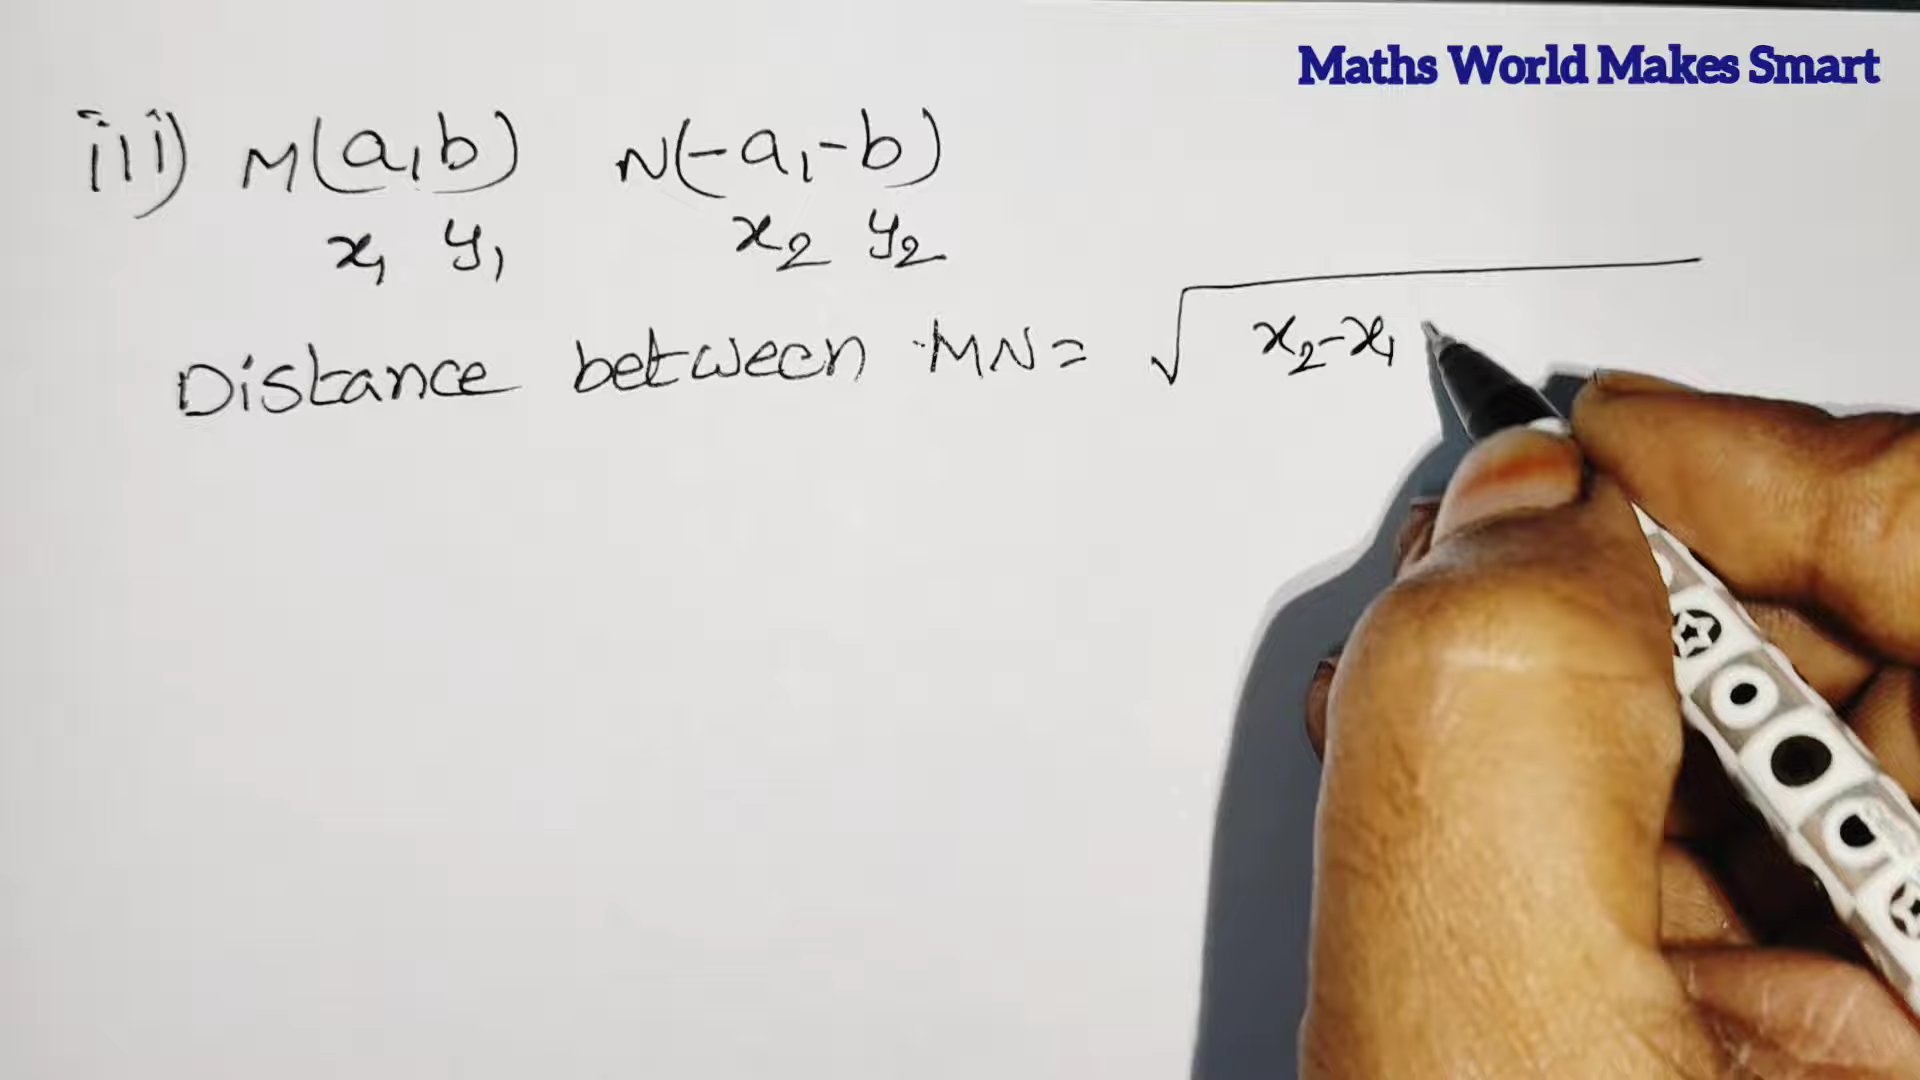 Maths World Makes Smart
iii) M(a,b) N(-a,-b)
x₁ y₁ x₂ y₂
Distance between MN = √x₂-x₁